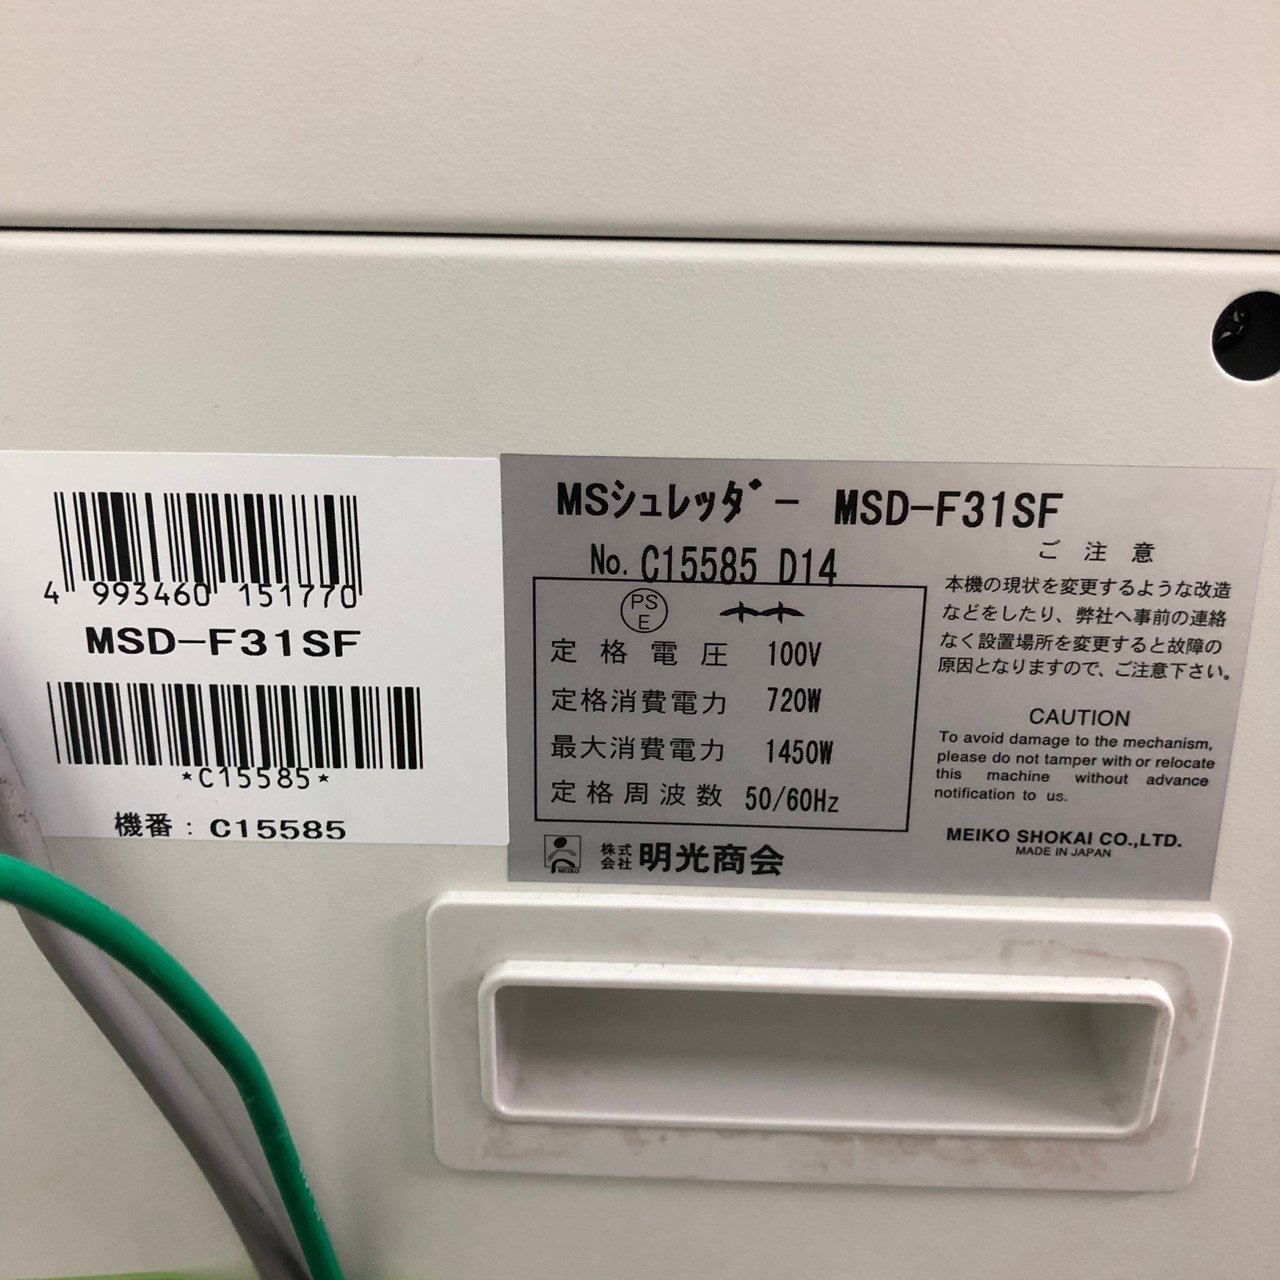 4 993460 151770
MSD-F31SF
*C15585*
機番：C15585
MSシュレッダー MSD-F31SF
No. C15585 D14
PS
E
定格電圧 100V
定格消費電力 720W
最大消費電力 1450W
定格周波数 50/60Hz
MEIKO
株式
会社 明光商会
ご注意
本機の現状を変更するような改造
などをしたり、弊社へ事前の連絡
なく設置場所を変更すると故障の
原因となりますので、ご注意下さい。
CAUTION
To avoid damage to the mechanism,
please do not tamper with or relocate
this machine without advance
notification to us.
MEIKO SHOKAI CO.,LTD.
MADE IN JAPAN